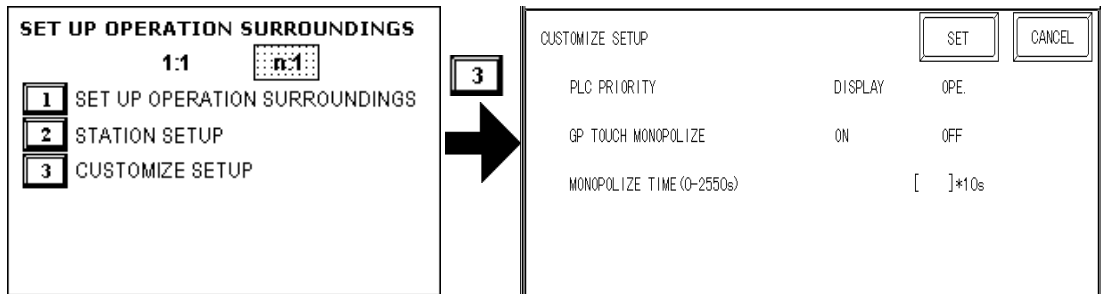 SET UP OPERATION SURROUNDINGS
1:1 n:1
1 SET UP OPERATION SURROUNDINGS
2 STATION SETUP
3 CUSTOMIZE SETUP
3
CUSTOMIZE SETUP SET CANCEL
PLC PRIORITY DISPLAY OPE.
GP TOUCH MONOPOLIZE ON OFF
MONOPOLIZE TIME(0-2550s) [ ]*10s